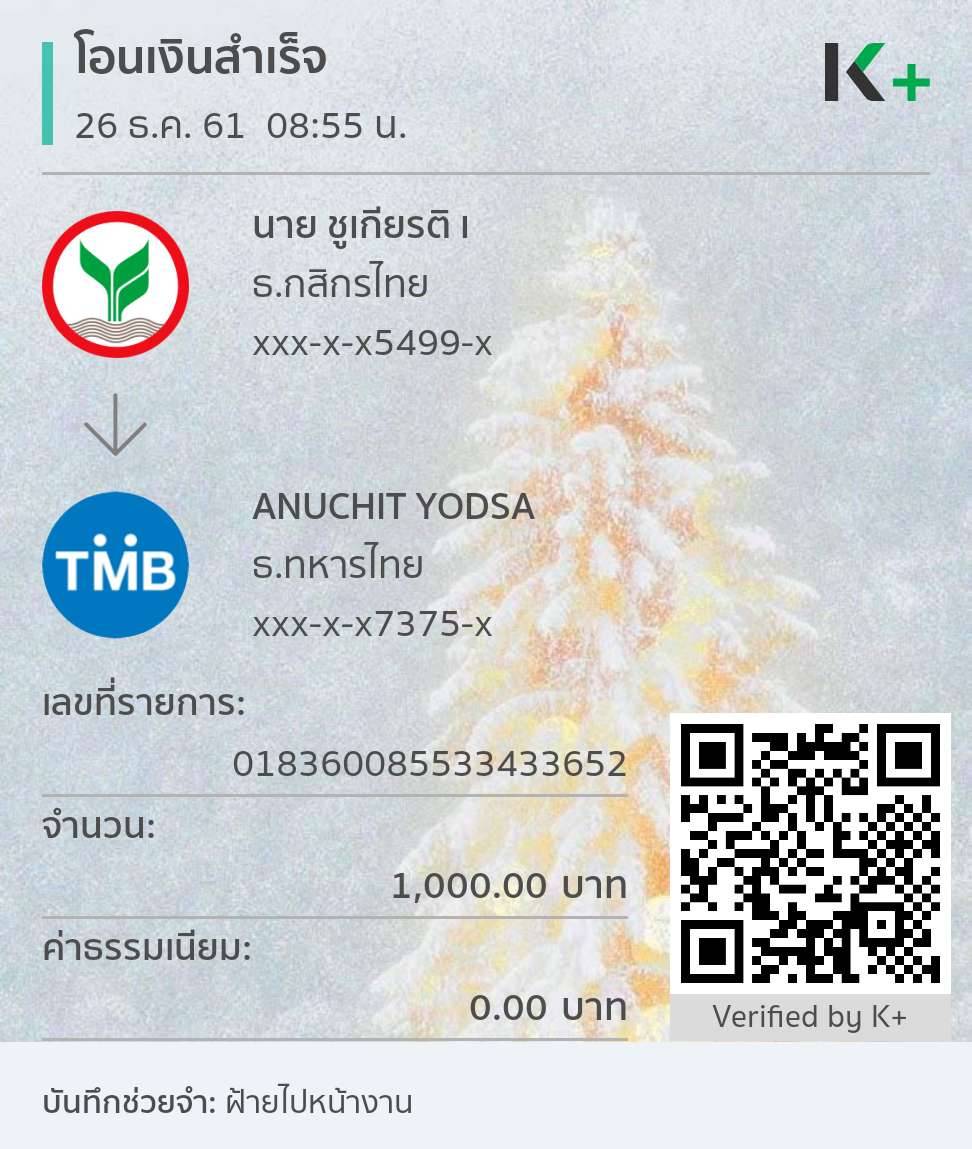 โอนเงินสำเร็จ
26 ธ.ค. 61 08:55 น.
K+
นาย ชูเกียรติ เ
ธ.กสิกรไทย
xxx-x-x5499-x
TMB
ANUCHIT YODSA
ธ.ทหารไทย
xxx-x-x7375-x
เลขที่รายการ:
018360085533433652
จำนวน:
1,000.00 บาท
ค่าธรรมเนียม:
0.00 บาท
Verified by K+
บันทึกช่วยจำ: ฝ้ายไปหน้างาน